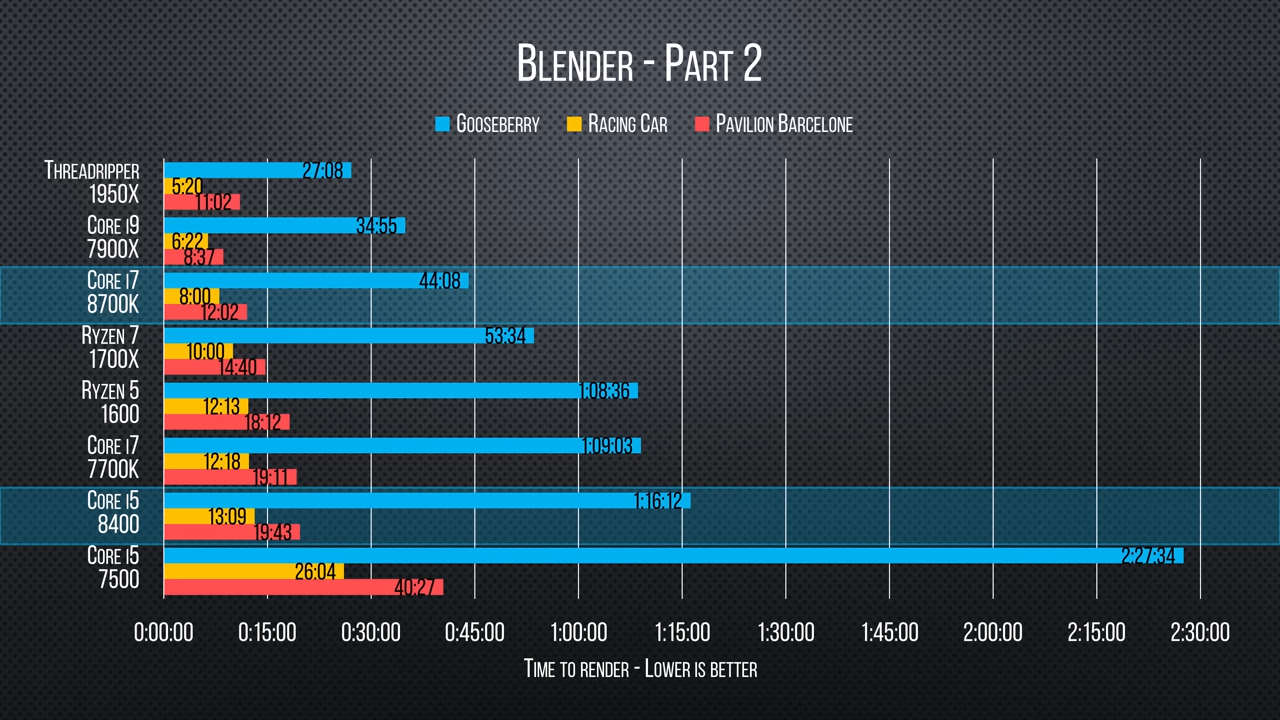 Blender - Part 2
Gooseberry Racing Car Pavilion Barcelone
Threadripper
1950X
27:08
5:20
11:02
Core i9
7900X
34:55
6:22
8:37
Core i7
8700K
44:08
8:00
12:02
Ryzen 7
1700X
53:34
10:00
14:40
Ryzen 5
1600
1:08:36
12:13
18:12
Core i7
7700K
1:09:03
12:18
19:11
Core i5
8400
1:16:12
13:09
19:43
Core i5
7500
2:27:34
26:04
40:27
0:00:00 0:15:00 0:30:00 0:45:00 1:00:00 1:15:00 1:30:00 1:45:00 2:00:00 2:15:00 2:30:00
Time to render - Lower is better